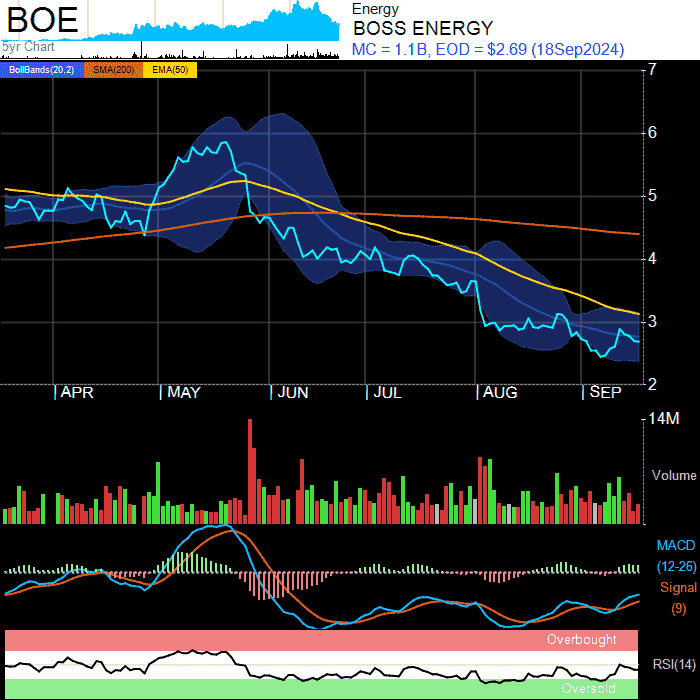 BOE
5yr Chart
Energy
BOSS ENERGY
MC = 1.1B, EOD = $2.69 (18Sep2024)
BollBands(20,2) SMA(200) EMA(50)
7
6
5
4
3
2
APR MAY JUN JUL AUG SEP
14M
Volume
MACD
(12-26)
Signal
(9)
Overbought
RSI(14)
Oversold